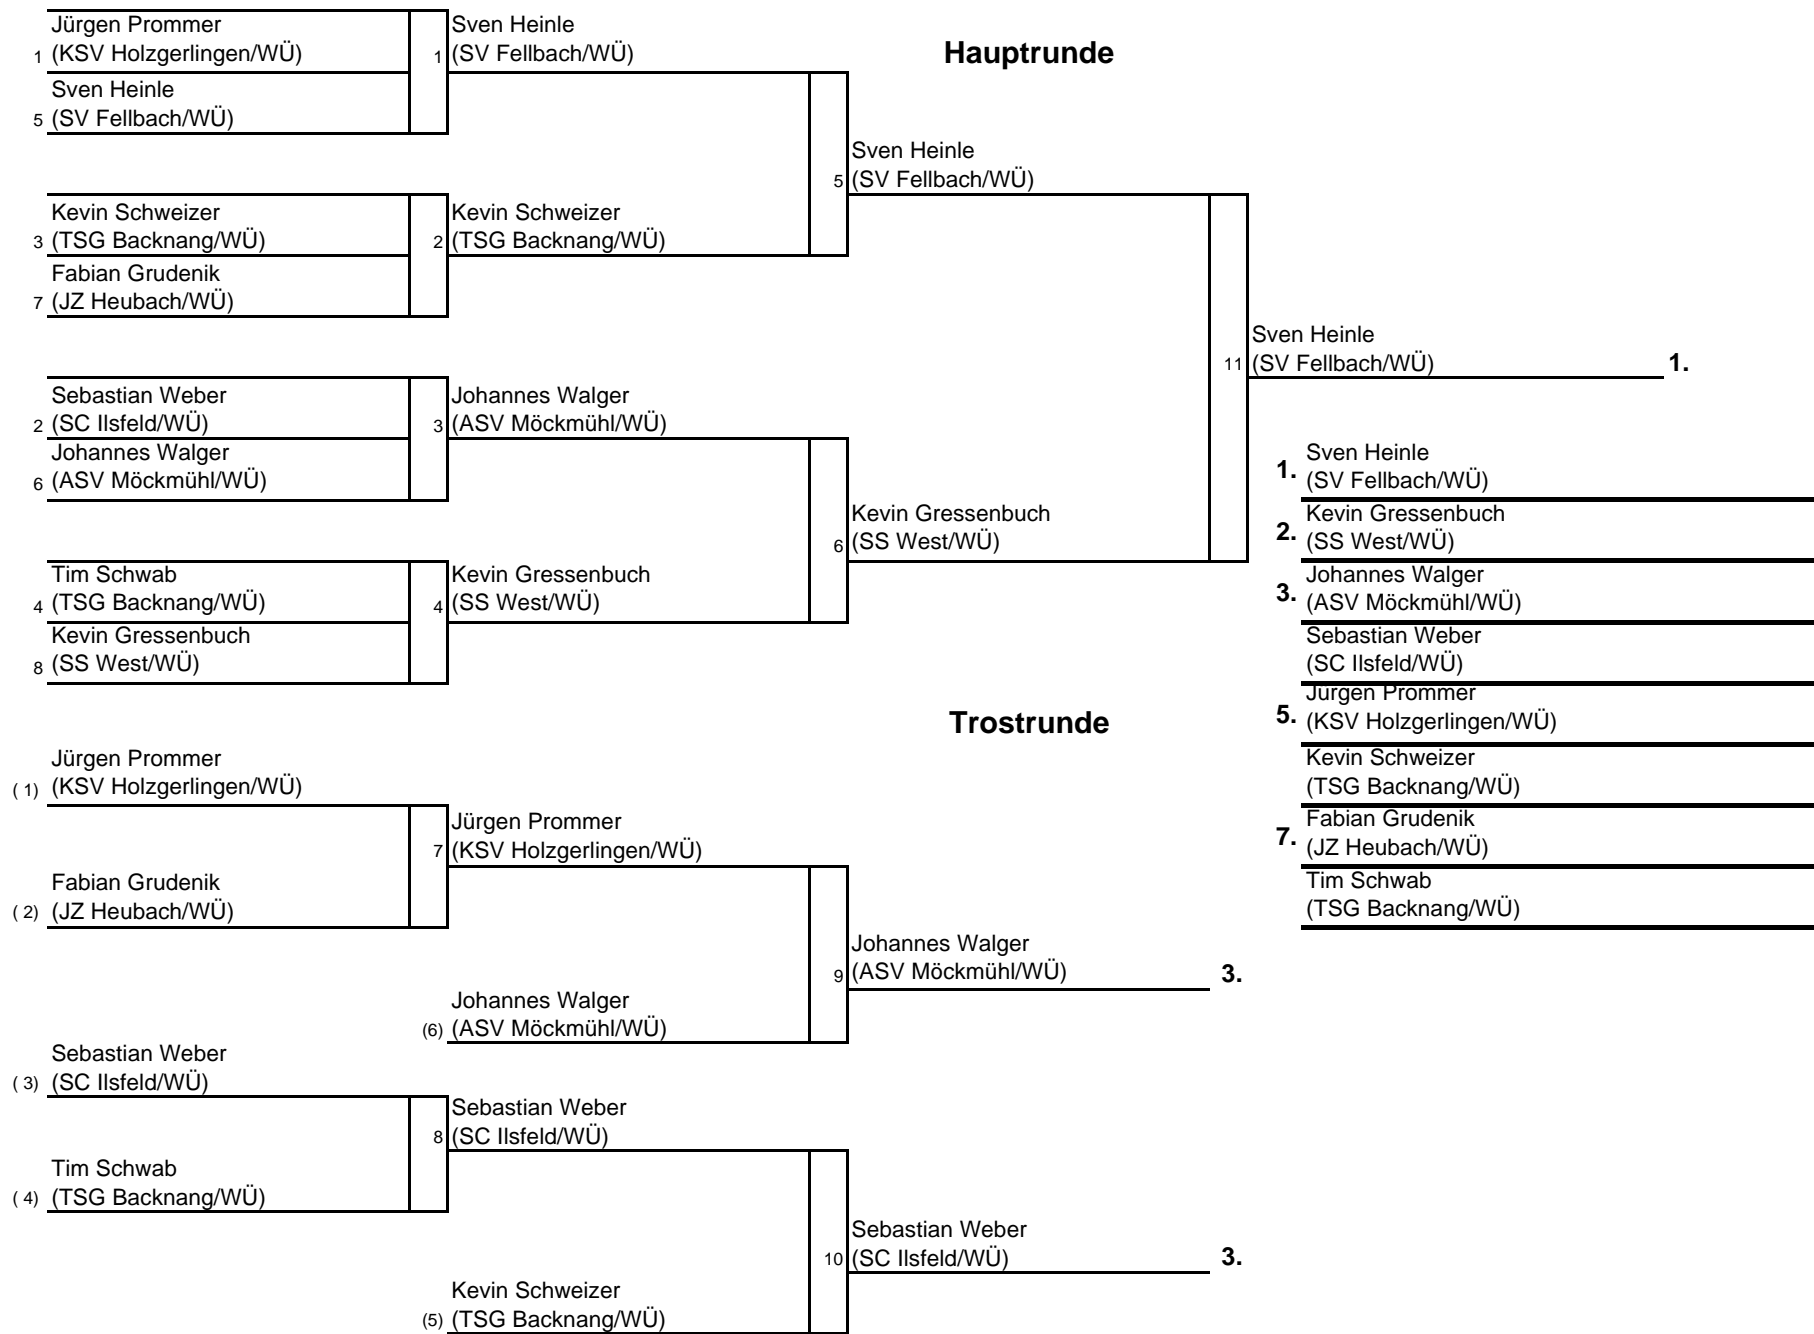 Hauptrunde
Jürgen Prommer
1 (KSV Holzgerlingen/WÜ)
Sven Heinle
5 (SV Fellbach/WÜ)
Kevin Schweizer
3 (TSG Backnang/WÜ)
Fabian Grudenik
7 (JZ Heubach/WÜ)
Sebastian Weber
2 (SC Ilsfeld/WÜ)
Johannes Walger
6 (ASV Möckmühl/WÜ)
Tim Schwab
4 (TSG Backnang/WÜ)
Kevin Gressenbuch
8 (SS West/WÜ)
Sven Heinle
1 (SV Fellbach/WÜ)
Kevin Schweizer
2 (TSG Backnang/WÜ)
Johannes Walger
3 (ASV Möckmühl/WÜ)
Kevin Gressenbuch
4 (SS West/WÜ)
Sven Heinle
5 (SV Fellbach/WÜ)
Kevin Gressenbuch
6 (SS West/WÜ)
Sven Heinle
11 (SV Fellbach/WÜ) 1.
Sven Heinle
1. (SV Fellbach/WÜ)
Kevin Gressenbuch
2. (SS West/WÜ)
Johannes Walger
3. (ASV Möckmühl/WÜ)
Sebastian Weber
(SC Ilsfeld/WÜ)
Jürgen Prommer
5. (KSV Holzgerlingen/WÜ)
Kevin Schweizer
(TSG Backnang/WÜ)
Fabian Grudenik
7. (JZ Heubach/WÜ)
Tim Schwab
(TSG Backnang/WÜ)
Trostrunde
Jürgen Prommer
( 1) (KSV Holzgerlingen/WÜ)
Fabian Grudenik
( 2) (JZ Heubach/WÜ)
Sebastian Weber
( 3) (SC Ilsfeld/WÜ)
Tim Schwab
( 4) (TSG Backnang/WÜ)
Jürgen Prommer
7 (KSV Holzgerlingen/WÜ)
Johannes Walger
(6) (ASV Möckmühl/WÜ)
Sebastian Weber
8 (SC Ilsfeld/WÜ)
Kevin Schweizer
(5) (TSG Backnang/WÜ)
Johannes Walger
9 (ASV Möckmühl/WÜ) 3.
Sebastian Weber
10 (SC Ilsfeld/WÜ) 3.